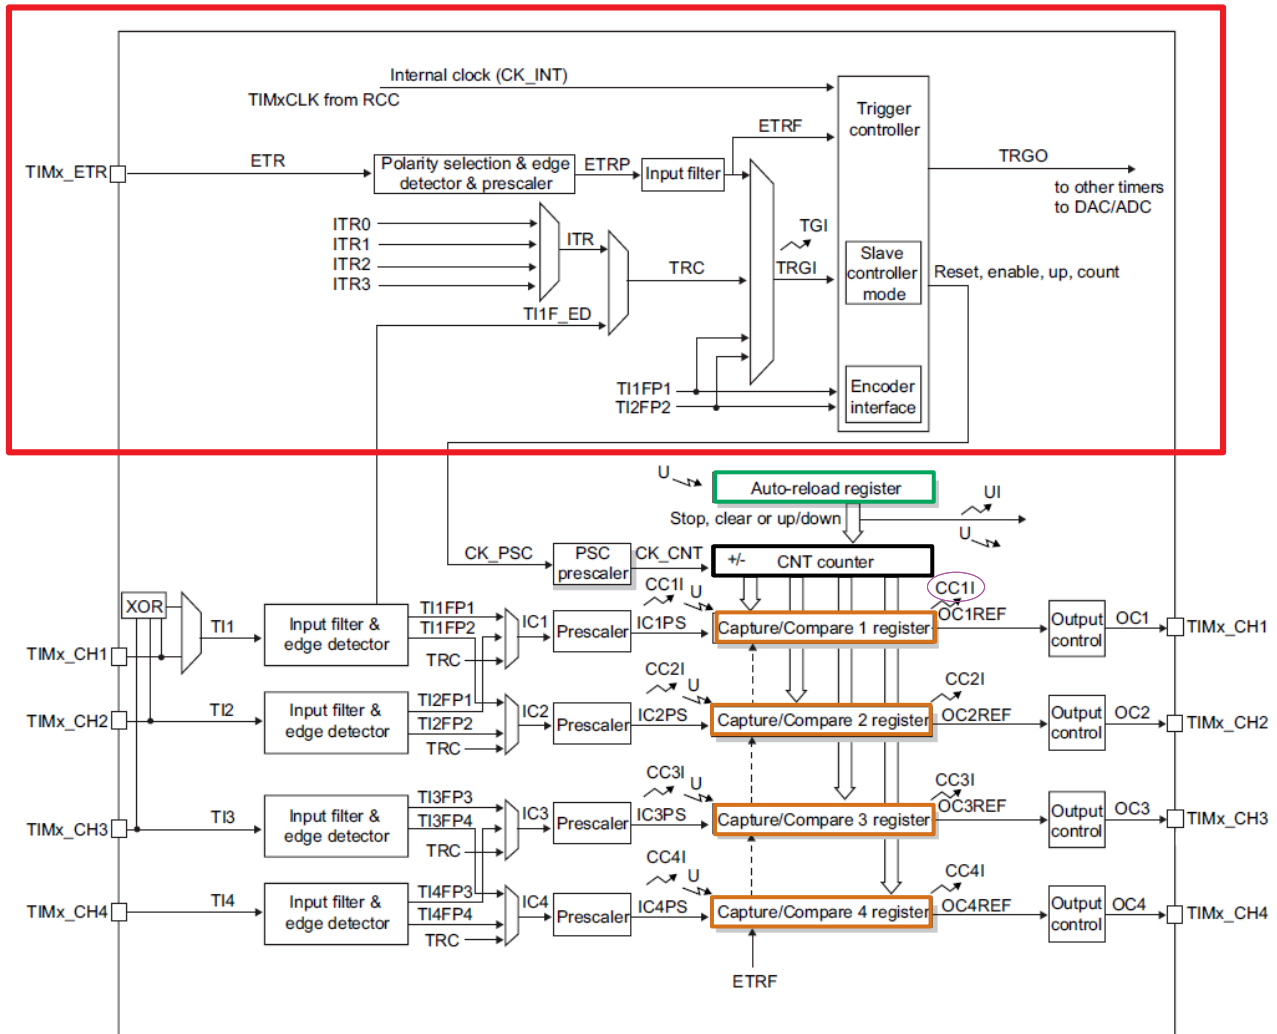 Internal clock (CK_INT)
TIMxCLK from RCC
Trigger
controller
ETRF
TIMx_ETR
ETR
Polarity selection & edge
detector & prescaler
ETRP
Input filter
TRGO
to other timers
to DAC/ADC
ITR0
ITR1
ITR2
ITR3
ITR
TRC
TGI
TRGI
Slave
controller
mode
Reset, enable, up, count
TI1F_ED
TI1FP1
TI2FP2
Encoder
interface
U
Auto-reload register
UI
Stop, clear or up/down
U
CK_PSC
PSC
prescaler
CK_CNT
+/-
CNT counter
XOR
TI1
TIMx_CH1
Input filter &
edge detector
TI1FP1
TI1FP2
TRC
IC1
Prescaler
CC1I
U
IC1PS
Capture/Compare 1 register
CC1I
OC1REF
Output
control
OC1
TIMx_CH1
TIMx_CH2
TI2
Input filter &
edge detector
TI2FP1
TI2FP2
TRC
IC2
Prescaler
CC2I
U
IC2PS
Capture/Compare 2 register
CC2I
OC2REF
Output
control
OC2
TIMx_CH2
TIMx_CH3
TI3
Input filter &
edge detector
TI3FP3
TI3FP4
TRC
IC3
Prescaler
CC3I
U
IC3PS
Capture/Compare 3 register
CC3I
OC3REF
Output
control
OC3
TIMx_CH3
TIMx_CH4
TI4
Input filter &
edge detector
TI4FP3
TI4FP4
TRC
IC4
Prescaler
CC4I
U
IC4PS
Capture/Compare 4 register
CC4I
OC4REF
Output
control
OC4
TIMx_CH4
ETRF